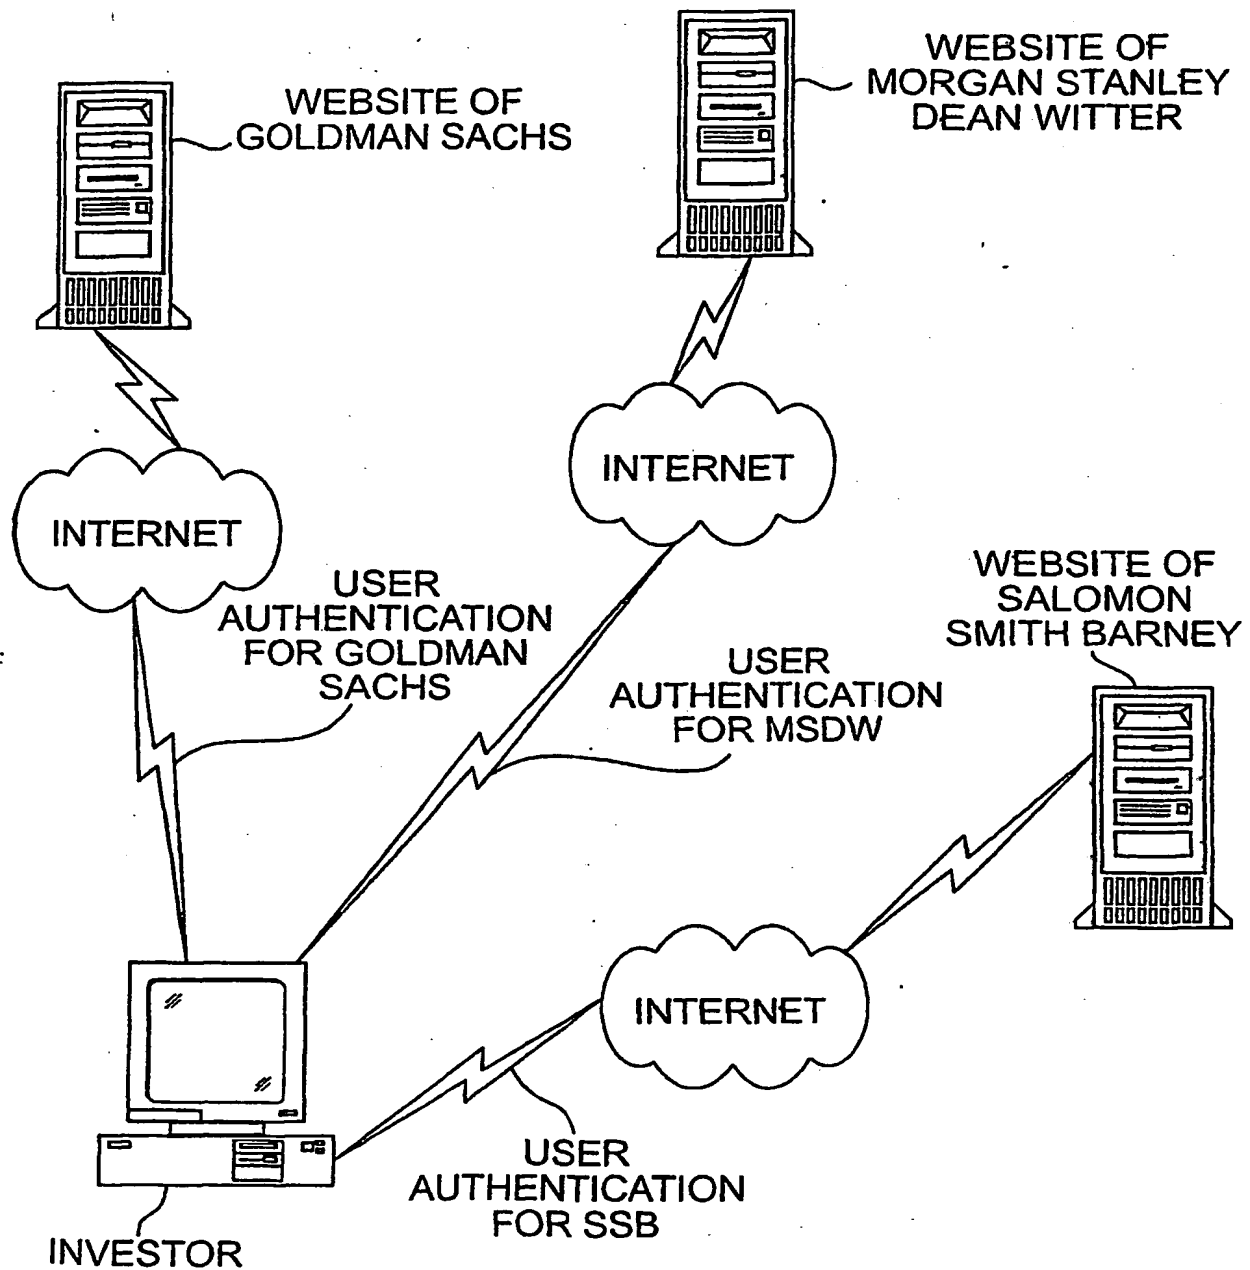 WEBSITE OF
GOLDMAN SACHS
WEBSITE OF
MORGAN STANLEY
DEAN WITTER
INTERNET
INTERNET
USER
AUTHENTICATION
FOR GOLDMAN
SACHS
WEBSITE OF
SALOMON
SMITH BARNEY
USER
AUTHENTICATION
FOR MSDW
INTERNET
USER
AUTHENTICATION
FOR SSB
INVESTOR